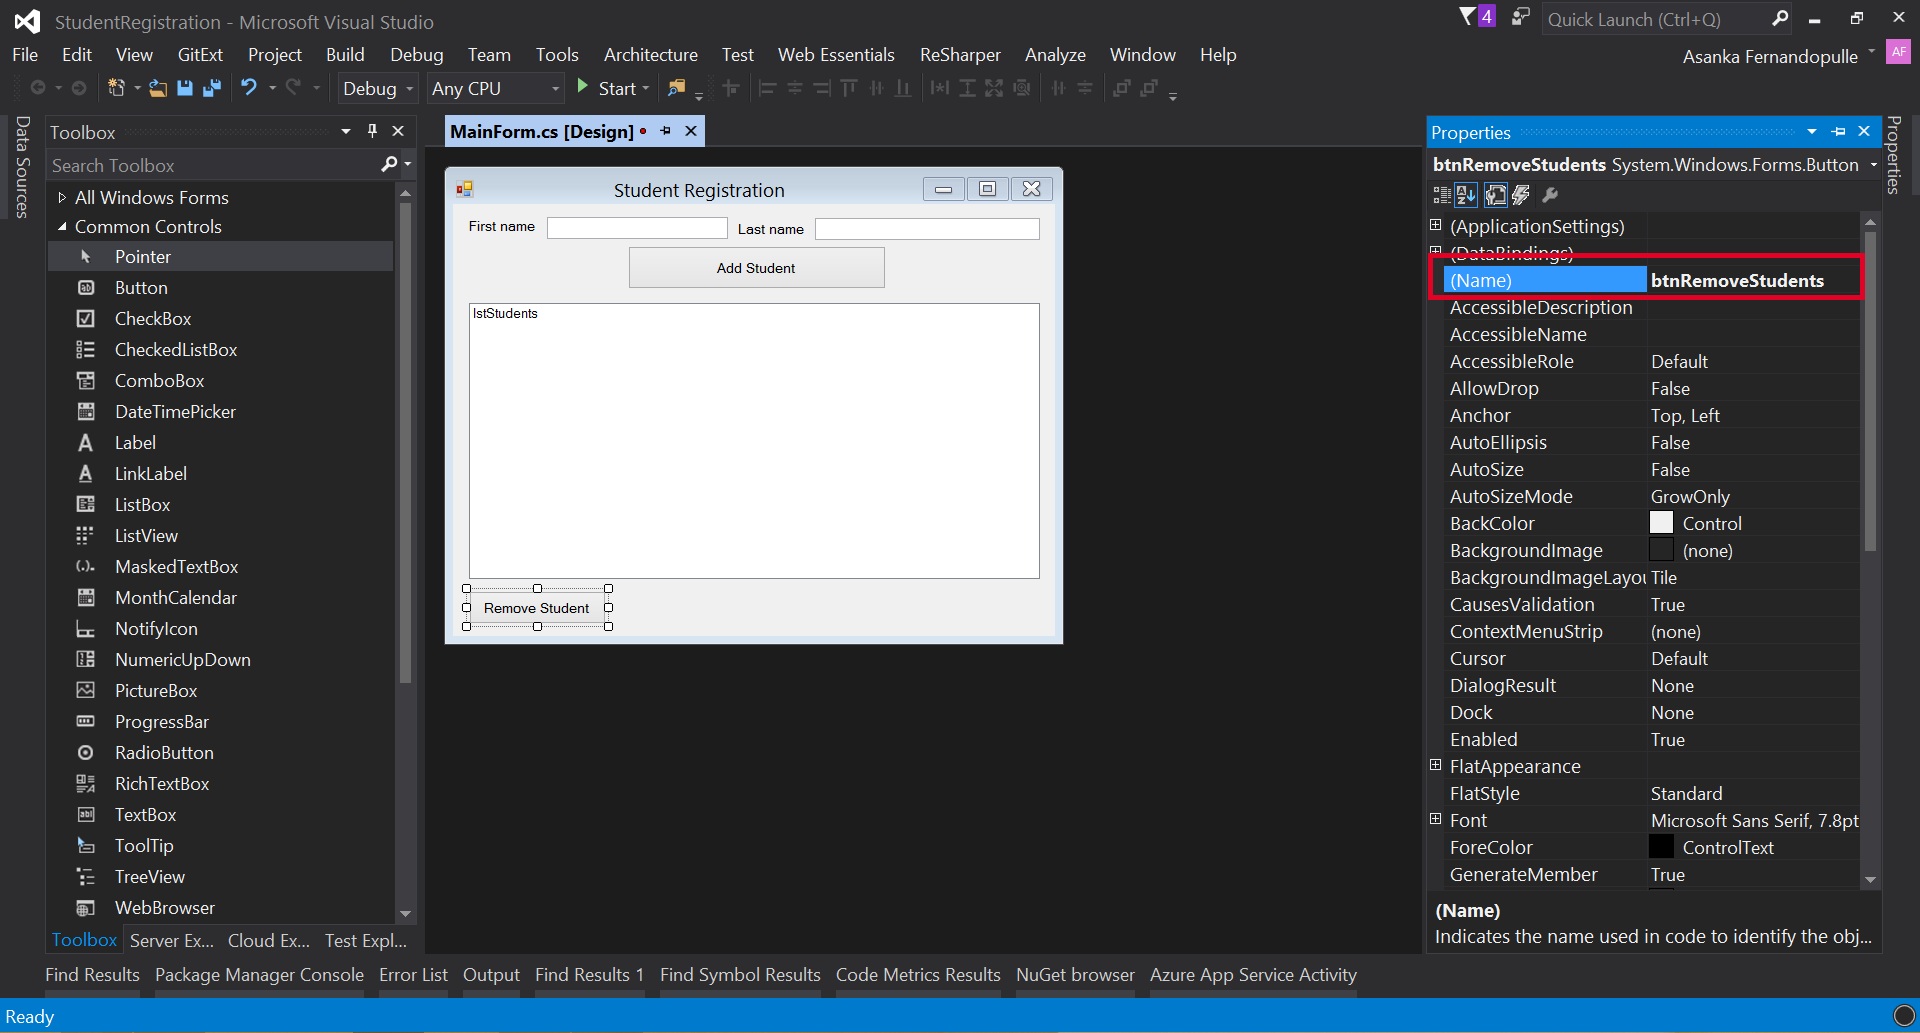 StudentRegistration - Microsoft Visual Studio
4
Quick Launch (Ctrl+Q)
File Edit View GitExt Project Build Debug Team Tools Architecture Test Web Essentials ReSharper Analyze Window Help
Asanka Fernandopulle
AF
Debug Any CPU Start
Data Sources
Toolbox
Search Toolbox
All Windows Forms
Common Controls
Pointer
Button
CheckBox
CheckedListBox
ComboBox
DateTimePicker
Label
LinkLabel
ListBox
ListView
MaskedTextBox
MonthCalendar
NotifyIcon
NumericUpDown
PictureBox
ProgressBar
RadioButton
RichTextBox
TextBox
ToolTip
TreeView
WebBrowser
Toolbox Server Ex... Cloud Ex... Test Expl...
MainForm.cs [Design]
Student Registration
First name
Last name
Add Student
lstStudents
Remove Student
Properties
btnRemoveStudents System.Windows.Forms.Button
(ApplicationSettings)
(DataBindings)
(Name) btnRemoveStudents
AccessibleDescription
AccessibleName
AccessibleRole Default
AllowDrop False
Anchor Top, Left
AutoEllipsis False
AutoSize False
AutoSizeMode GrowOnly
BackColor Control
BackgroundImage (none)
BackgroundImageLayou Tile
CausesValidation True
ContextMenuStrip (none)
Cursor Default
DialogResult None
Dock None
Enabled True
FlatAppearance
FlatStyle Standard
Font Microsoft Sans Serif, 7.8pt
ForeColor ControlText
GenerateMember True
(Name)
Indicates the name used in code to identify the obj...
Properties
Find Results Package Manager Console Error List Output Find Results 1 Find Symbol Results Code Metrics Results NuGet browser Azure App Service Activity
Ready